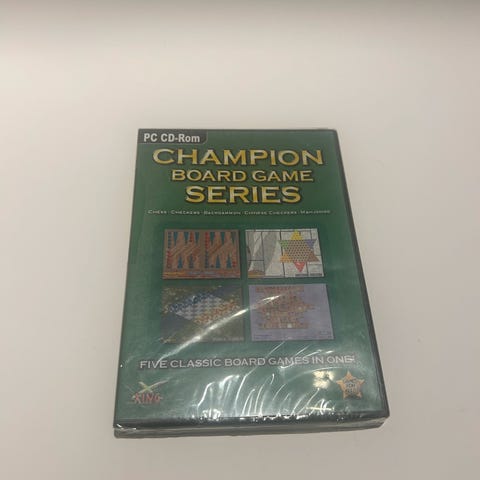 PC CD-Rom
CHAMPION
BOARD GAME
SERIES
CHESS · CHECKERS · BACKGAMMON · CHINESE CHECKERS · MAHJONGG
FIVE CLASSIC BOARD GAMES IN ONE!